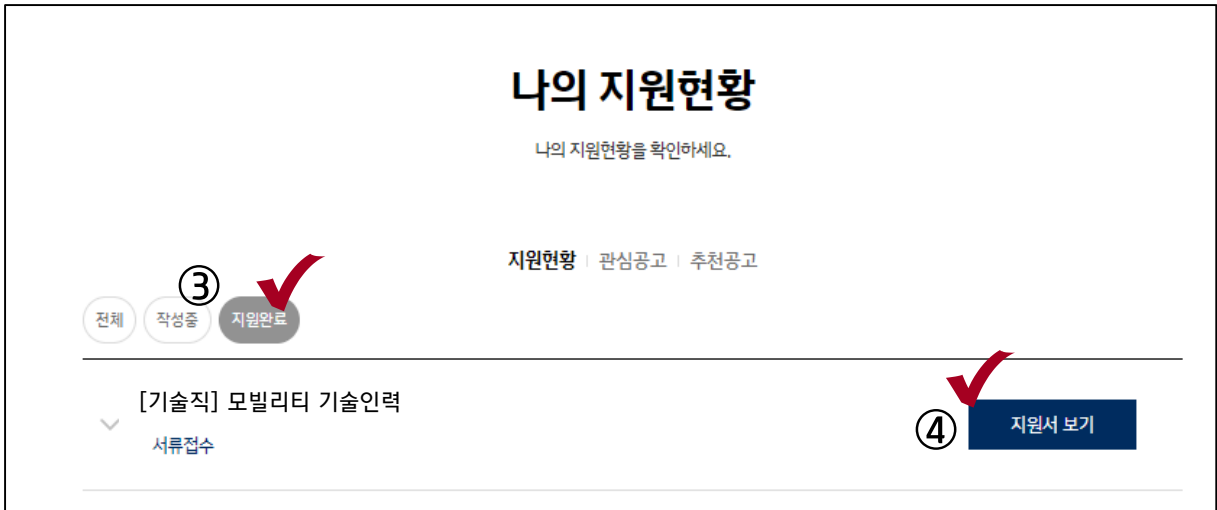 나의 지원현황
나의 지원현황을 확인하세요.
지원현황 관심공고 추천공고
③
전체 작성중 지원완료
[기술직] 모빌리티 기술인력
서류접수
④ 지원서 보기